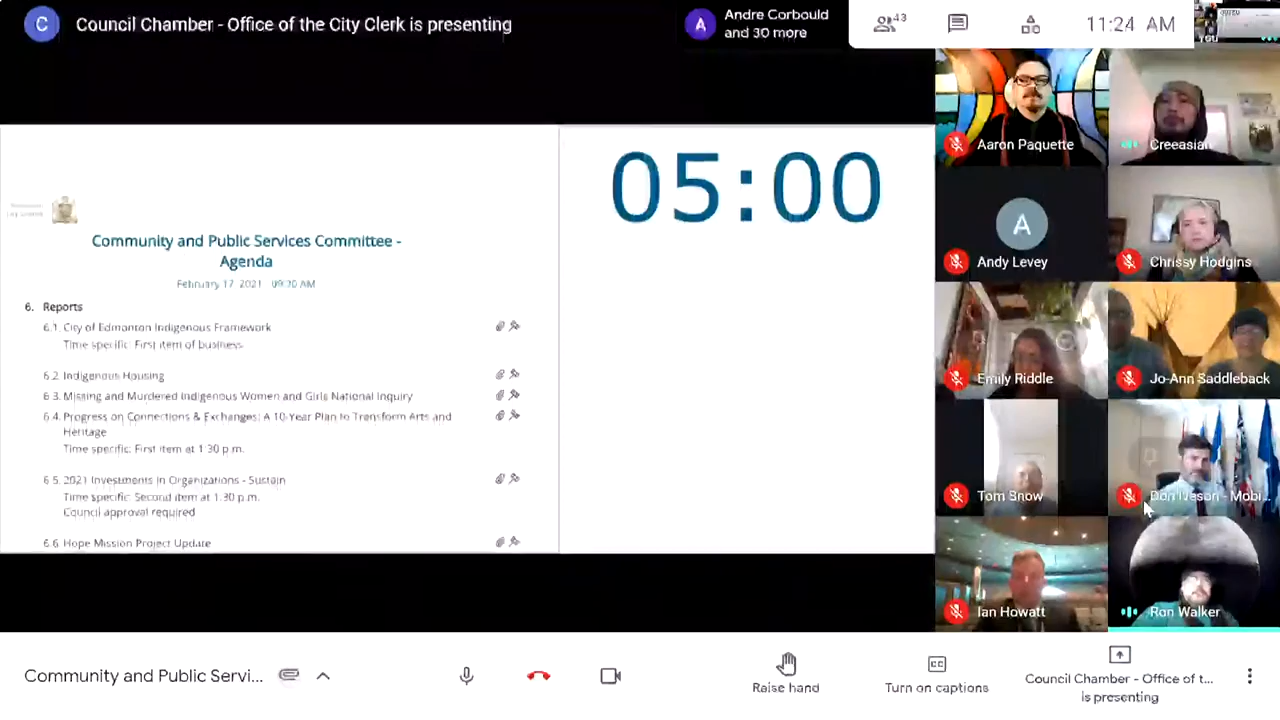 C
Council Chamber - Office of the City Clerk is presenting
A
Andre Corbould
and 30 more
43
11:24 AM
You
05:00
Community and Public Services Committee -
Agenda
February 17, 2021 09:30 AM
6. Reports
6.1. City of Edmonton Indigenous Framework
Time specific: First item of business
6.2. Indigenous Housing
6.3. Missing and Murdered Indigenous Women and Girls National Inquiry
6.4. Progress on Connections & Exchanges: A 10-Year Plan to Transform Arts and
Heritage
Time specific: First item at 1:30 p.m.
6.5. 2021 Investments in Organizations - Sustain
Time specific: Second item at 1:30 p.m.
Council approval required
6.6. Hope Mission Project Update
Aaron Paquette
Creeasian
A
Andy Levey
Chrissy Hodgins
Emily Riddle
Jo-Ann Saddleback
Tom Snow
Don Iveson - Mobi...
Ian Howatt
Ron Walker
Community and Public Servi...
Raise hand
CC
Turn on captions
Council Chamber - Office of t...
is presenting